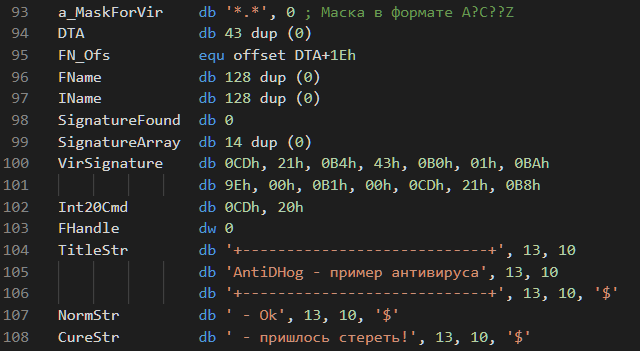 93 a_MaskForVir db '*.*', 0 ; Маска в формате A?C??Z
94 DTA db 43 dup (0)
95 FN_Ofs equ offset DTA+1Eh
96 FName db 128 dup (0)
97 IName db 128 dup (0)
98 SignatureFound db 0
99 SignatureArray db 14 dup (0)
100 VirSignature db 0CDh, 21h, 0B4h, 43h, 0B0h, 01h, 0BAh
101 db 9Eh, 00h, 0B1h, 00h, 0CDh, 21h, 0B8h
102 Int20Cmd db 0CDh, 20h
103 FHandle dw 0
104 TitleStr db '+----------------------------+', 13, 10
105 db 'AntiDHog - пример антивируса', 13, 10
106 db '+----------------------------+', 13, 10, '$'
107 NormStr db ' - Ok', 13, 10, '$'
108 CureStr db ' - пришлось стереть!', 13, 10, '$'